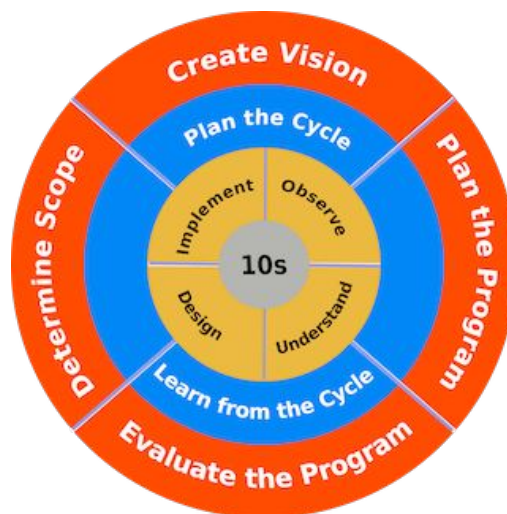 Create Vision
Plan the Cycle
Implement
Observe
Determine Scope
10s
Plan the Program
Design
Understand
Learn from the Cycle
Evaluate the Program